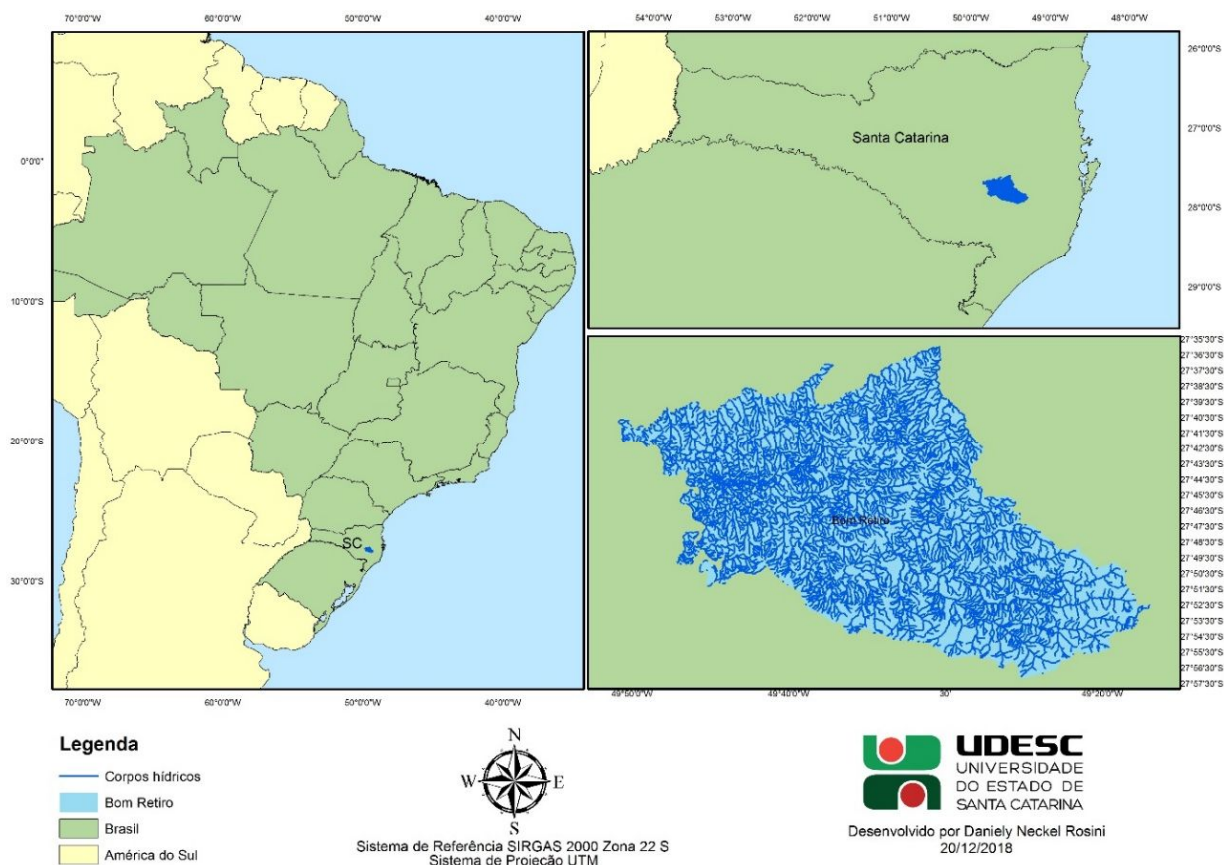 70°0'0"W 60°0'0"W 50°0'0"W 40°0'0"W
0°0'0"
10°0'0"S
20°0'0"S
30°0'0"S
SC
70°0'0"W 60°0'0"W 50°0'0"W 40°0'0"W
54°0'0"W 53°0'0"W 52°0'0"W 51°0'0"W 50°0'0"W 49°0'0"W 48°0'0"W
26°0'0"S
27°0'0"S
28°0'0"S
29°0'0"S
Santa Catarina
27°35'30"S
27°36'30"S
27°37'30"S
27°38'30"S
27°39'30"S
27°40'30"S
27°41'30"S
27°42'30"S
27°43'30"S
27°44'30"S
27°45'30"S
27°46'30"S
27°47'30"S
27°48'30"S
27°49'30"S
27°50'30"S
27°51'30"S
27°52'30"S
27°53'30"S
27°54'30"S
27°55'30"S
27°56'30"S
27°57'30"S
Bom Retiro
49°50'0"W 49°40'0"W 30" 49°20'0"W
Legenda
Corpos hídricos
Bom Retiro
Brasil
América do Sul
N
W E
S
Sistema de Referência SIRGAS 2000 Zona 22 S
Sistema de Projeção UTM
UDESC
UNIVERSIDADE
DO ESTADO DE
SANTA CATARINA
Desenvolvido por Daniely Neckel Rosini
20/12/2018